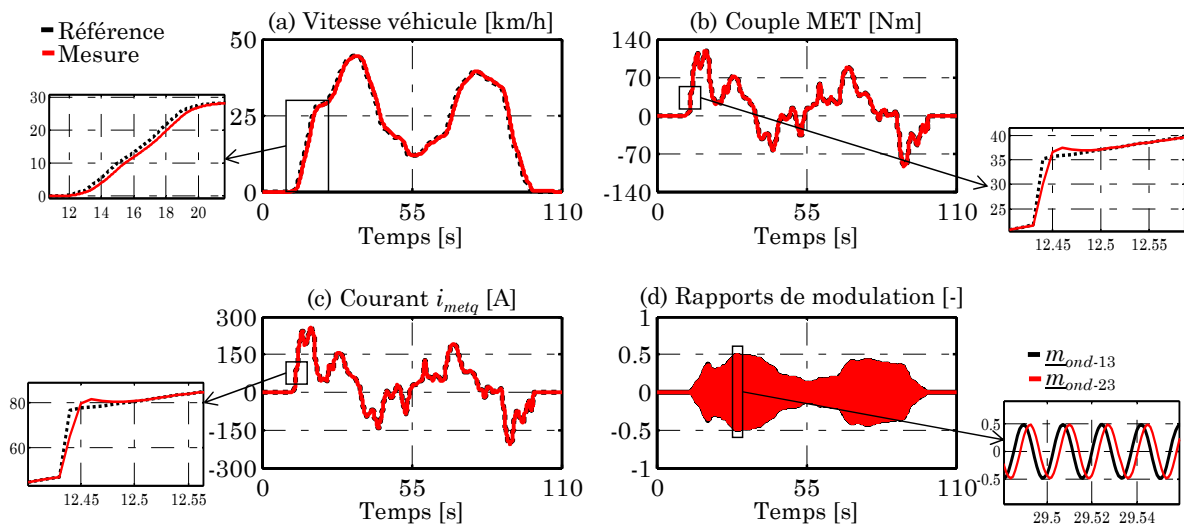 Référence
Mesure
(a) Vitesse véhicule [km/h]
50
25
0
0 55 110
Temps [s]
30
20
10
0
12 14 16 18 20
(b) Couple MET [Nm]
140
70
0
-70
-140
0 55 110
Temps [s]
40
35
30
25
12.45 12.5 12.55
(c) Courant i_metq [A]
300
150
0
-150
-300
0 55 110
Temps [s]
80
60
12.45 12.5 12.55
(d) Rapports de modulation [-]
1
0.5
0
-0.5
-1
0 55 110
Temps [s]
m_ond-13
m_ond-23
0.5
0
-0.5
29.5 29.52 29.54